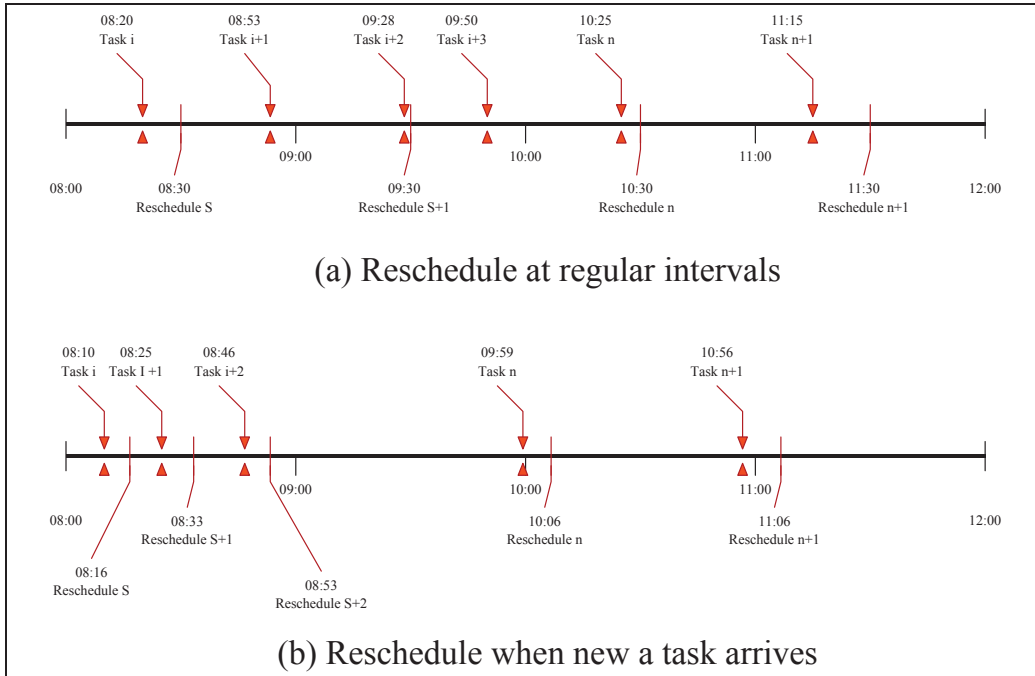 08:20
Task i
08:53
Task i+1
09:28
Task i+2
09:50
Task i+3
10:25
Task n
11:15
Task n+1
09:00
10:00
11:00
08:00
08:30
Reschedule S
09:30
Reschedule S+1
10:30
Reschedule n
11:30
Reschedule n+1
12:00
(a) Reschedule at regular intervals
08:10
Task i
08:25
Task I +1
08:46
Task i+2
09:59
Task n
10:56
Task n+1
09:00
10:00
11:00
08:00
08:33
Reschedule S+1
10:06
Reschedule n
11:06
Reschedule n+1
12:00
08:16
Reschedule S
08:53
Reschedule S+2
(b) Reschedule when new a task arrives